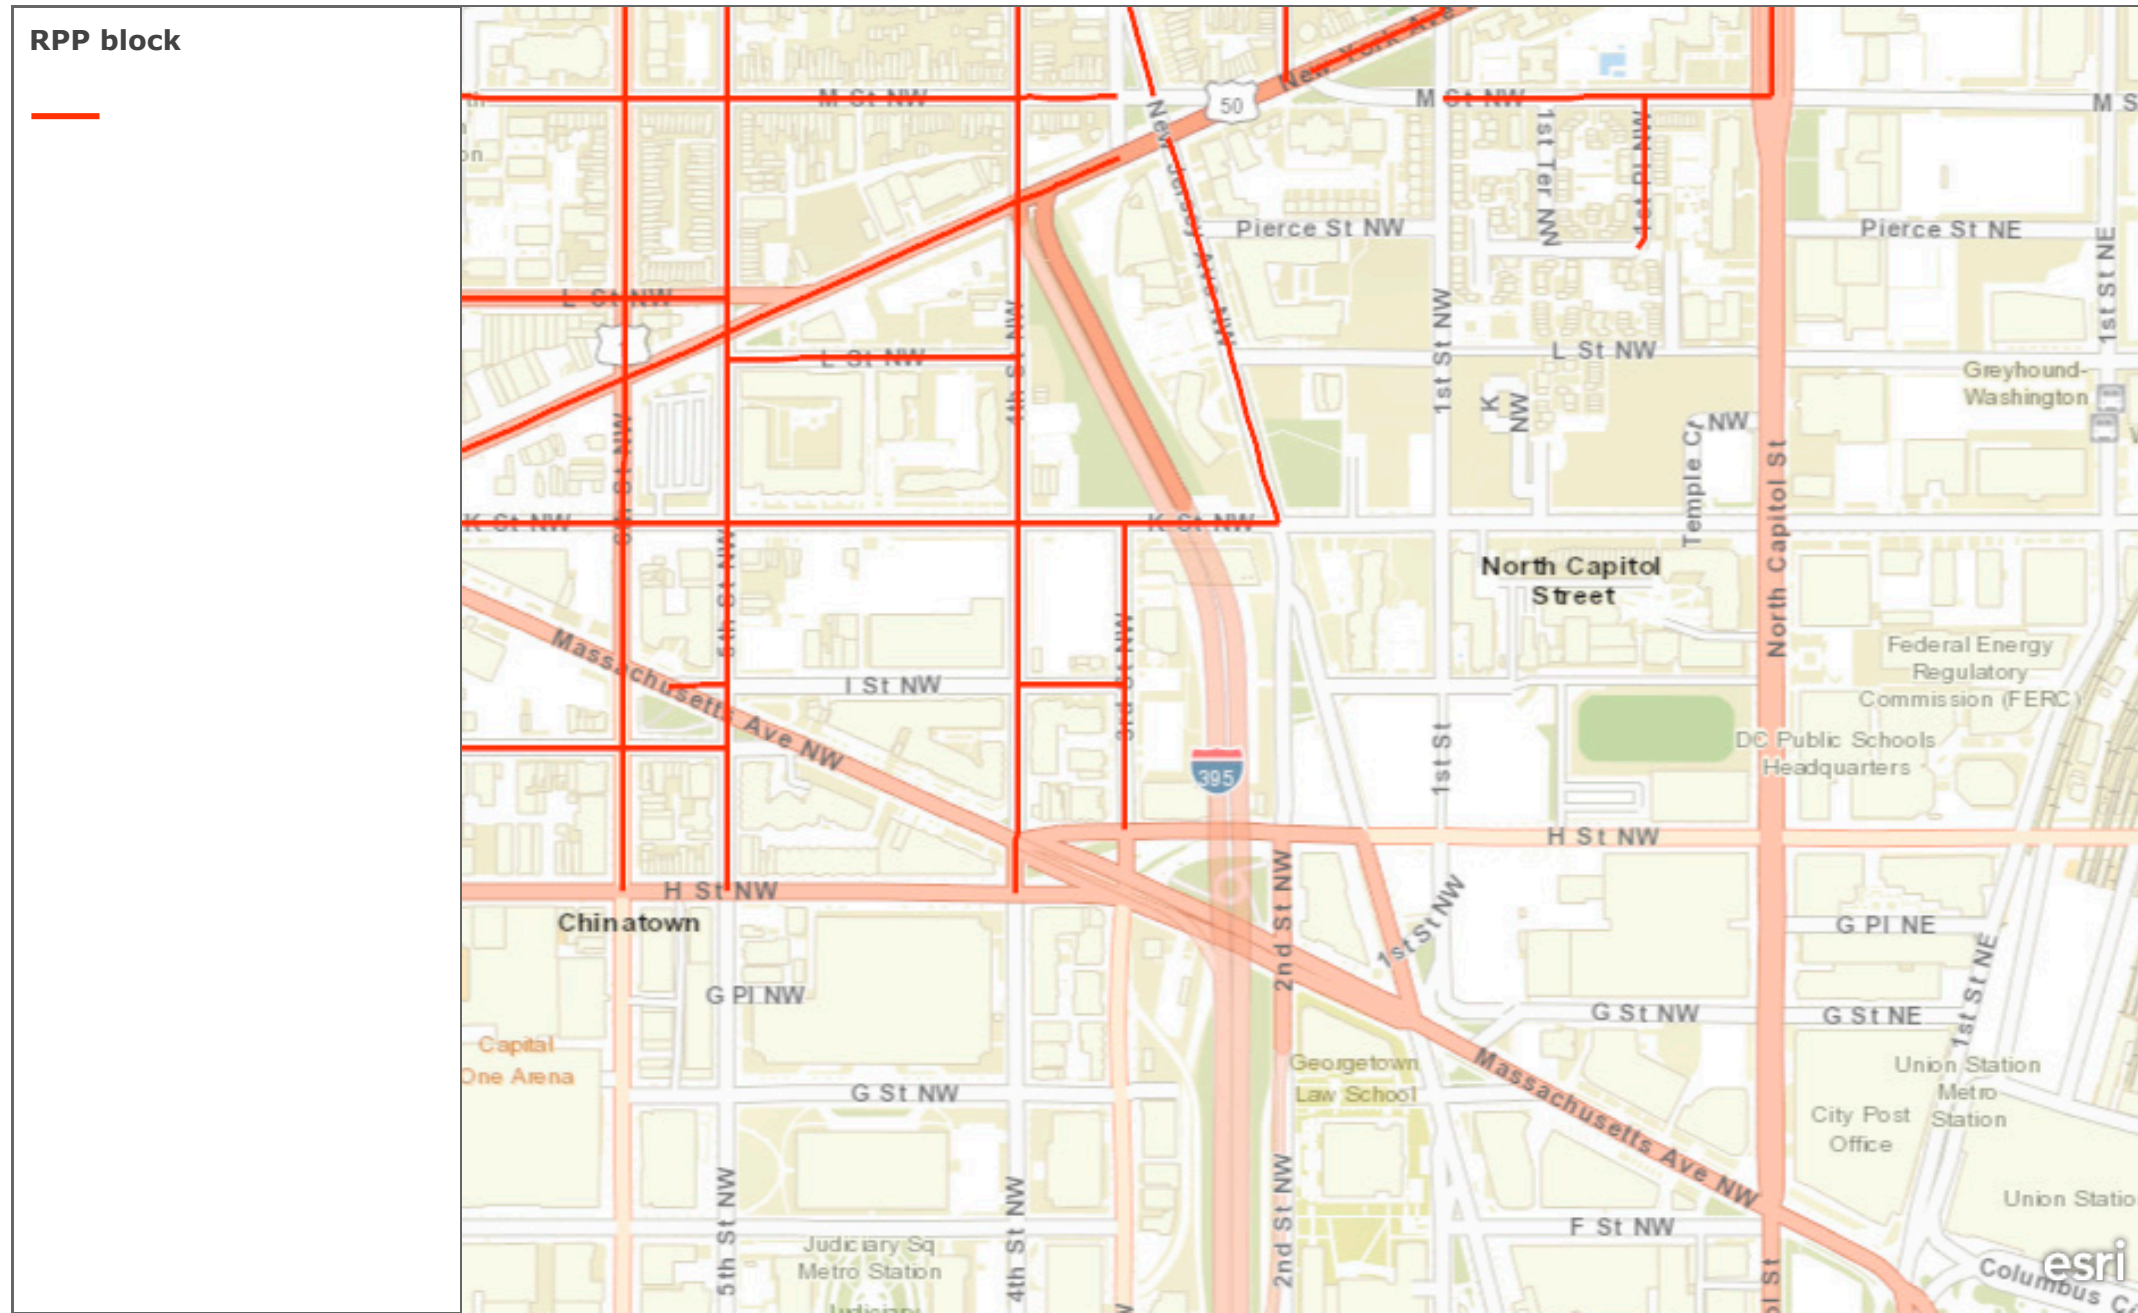 RPP block
M St NW
50
New York Ave
M St NW
M S
th
on
New Jersey Ave NW
1st Ter NW
1st Pl NW
Pierce St NW
Pierce St NE
1st St NE
L St NW
L St NW
4th St NW
1st St NW
L St NW
Greyhound-
Washington
K
NW
NW
Temple Ct
6th St NW
K St NW
K St NW
5th St NW
North Capitol St
North Capitol
Street
Massachusetts Ave NW
I St NW
3rd St NW
Federal Energy
Regulatory
Commission (FERC)
1st St
DC Public Schools
Headquarters
395
H St NW
H St NW
Chinatown
2nd St NW
1st St NW
G Pl NE
G Pl NW
G St NW
G St NE
1st St NE
Capital
One Arena
Georgetown
Law School
Massachusetts Ave NW
Union Station
Metro
Station
City Post
Office
G St NW
5th St NW
4th St NW
2nd St NW
Union Statio
F St NW
Judiciary Sq
Metro Station
Judiciary
W
ol St
Columbus C
esri